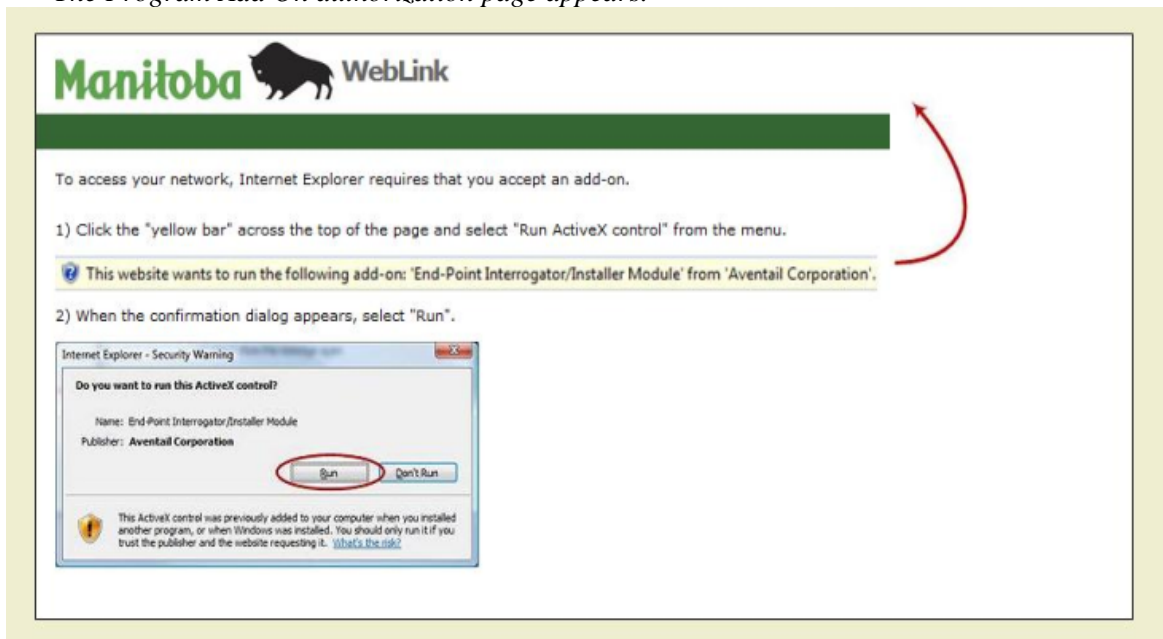 The Program Add-On authorization page appears.
Manitoba WebLink
To access your network, Internet Explorer requires that you accept an add-on.
1) Click the "yellow bar" across the top of the page and select "Run ActiveX control" from the menu.
This website wants to run the following add-on: 'End-Point Interrogator/Installer Module' from 'Aventail Corporation'.
2) When the confirmation dialog appears, select "Run".
Internet Explorer - Security Warning
Do you want to run this ActiveX control?
Name: End-Point Interrogator/Installer Module
Publisher: Aventail Corporation
Run Don't Run
This ActiveX control was previously added to your computer when you installed
another program, or when Windows was installed. You should only run it if you
trust the publisher and the website requesting it. What's the risk?